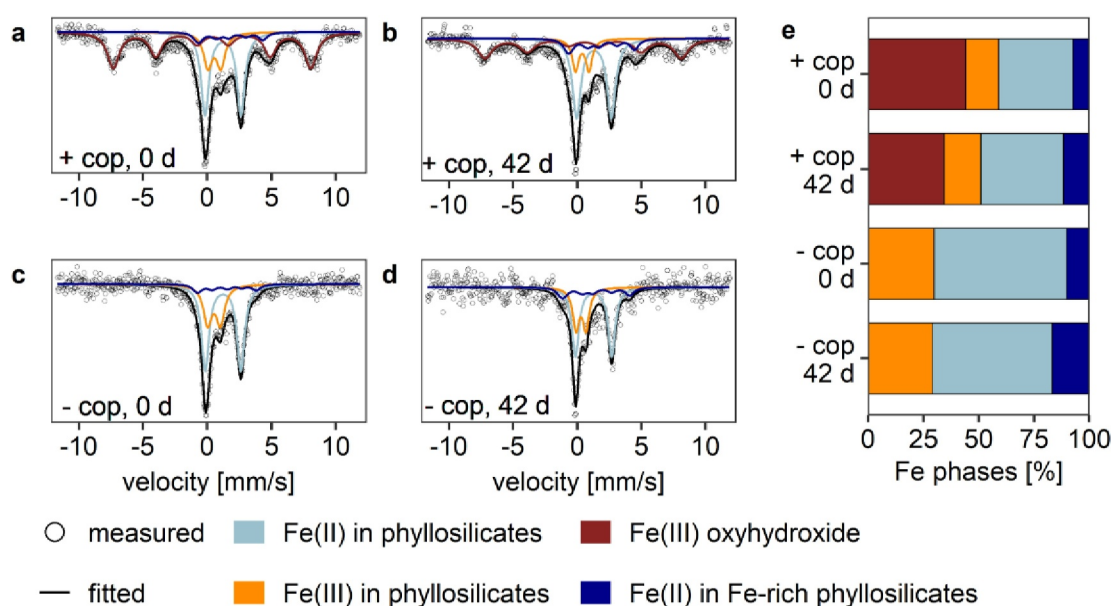 a
+ cop, 0 d
-10 -5 0 5 10
b
+ cop, 42 d
-10 -5 0 5 10
c
- cop, 0 d
-10 -5 0 5 10
velocity [mm/s]
d
- cop, 42 d
-10 -5 0 5 10
velocity [mm/s]
e
+ cop
0 d
+ cop
42 d
- cop
0 d
- cop
42 d
0 25 50 75 100
Fe phases [%]
measured
Fe(II) in phyllosilicates
Fe(III) oxyhydroxide
fitted
Fe(III) in phyllosilicates
Fe(II) in Fe-rich phyllosilicates